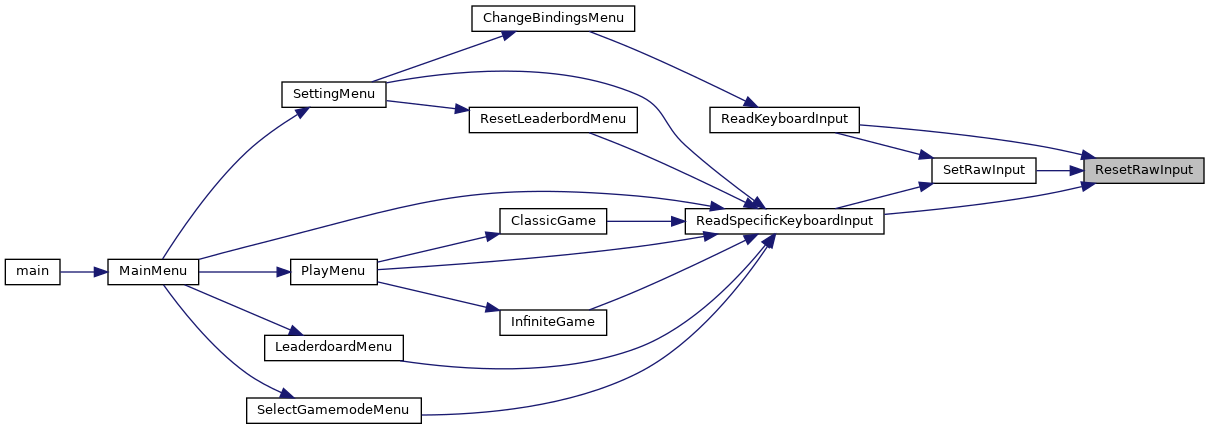 ChangeBindingsMenu
SettingMenu
ResetLeaderbordMenu
ReadKeyboardInput
SetRawInput
ResetRawInput
ReadSpecificKeyboardInput
ClassicGame
main
MainMenu
PlayMenu
InfiniteGame
LeaderdoardMenu
SelectGamemodeMenu